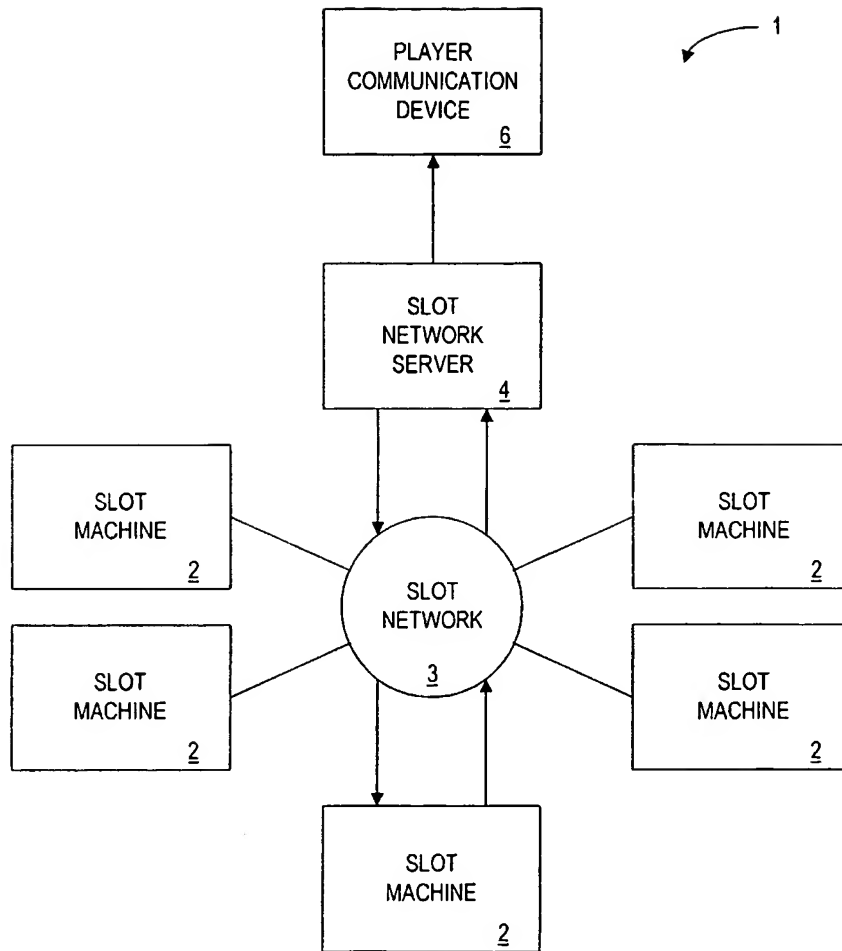 1
PLAYER
COMMUNICATION
DEVICE
6
SLOT
NETWORK
SERVER
4
SLOT
MACHINE
2
SLOT
MACHINE
2
SLOT
NETWORK
3
SLOT
MACHINE
2
SLOT
MACHINE
2
SLOT
MACHINE
2